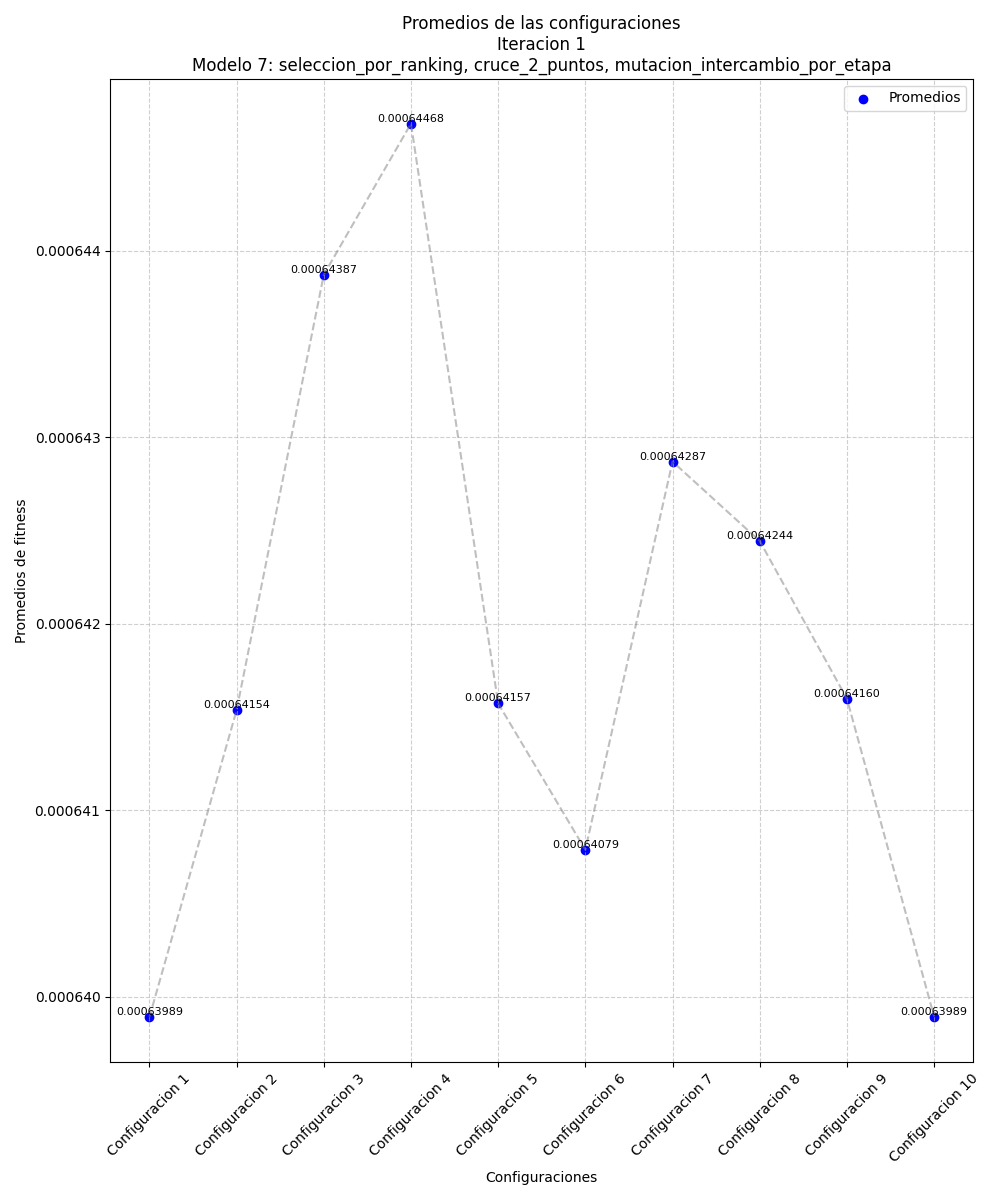 Promedios de las configuraciones
Iteracion 1
Modelo 7: seleccion_por_ranking, cruce_2_puntos, mutacion_intercambio_por_etapa
Promedios
0.00064468
0.00064387
0.00064287
0.00064244
0.00064154
0.00064157
0.00064160
0.00064079
0.00063989
0.00063989
0.000644
0.000643
0.000642
0.000641
0.000640
Promedios de fitness
Configuracion 1
Configuracion 2
Configuracion 3
Configuracion 4
Configuracion 5
Configuracion 6
Configuracion 7
Configuracion 8
Configuracion 9
Configuracion 10
Configuraciones